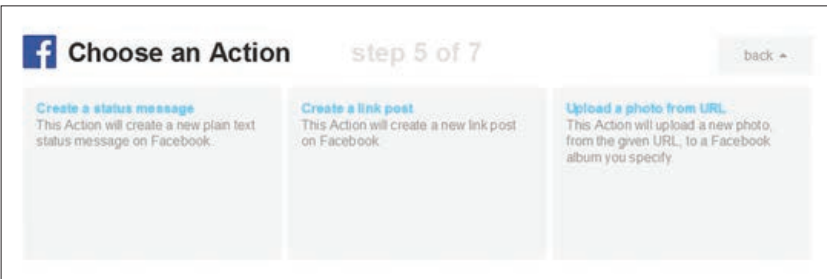 f Choose an Action step 5 of 7 back
Create a status message
This Action will create a new plain text
status message on Facebook.
Create a link post
This Action will create a new link post
on Facebook
Upload a photo from URL
This Action will upload a new photo,
from the given URL, to a Facebook
album you specify